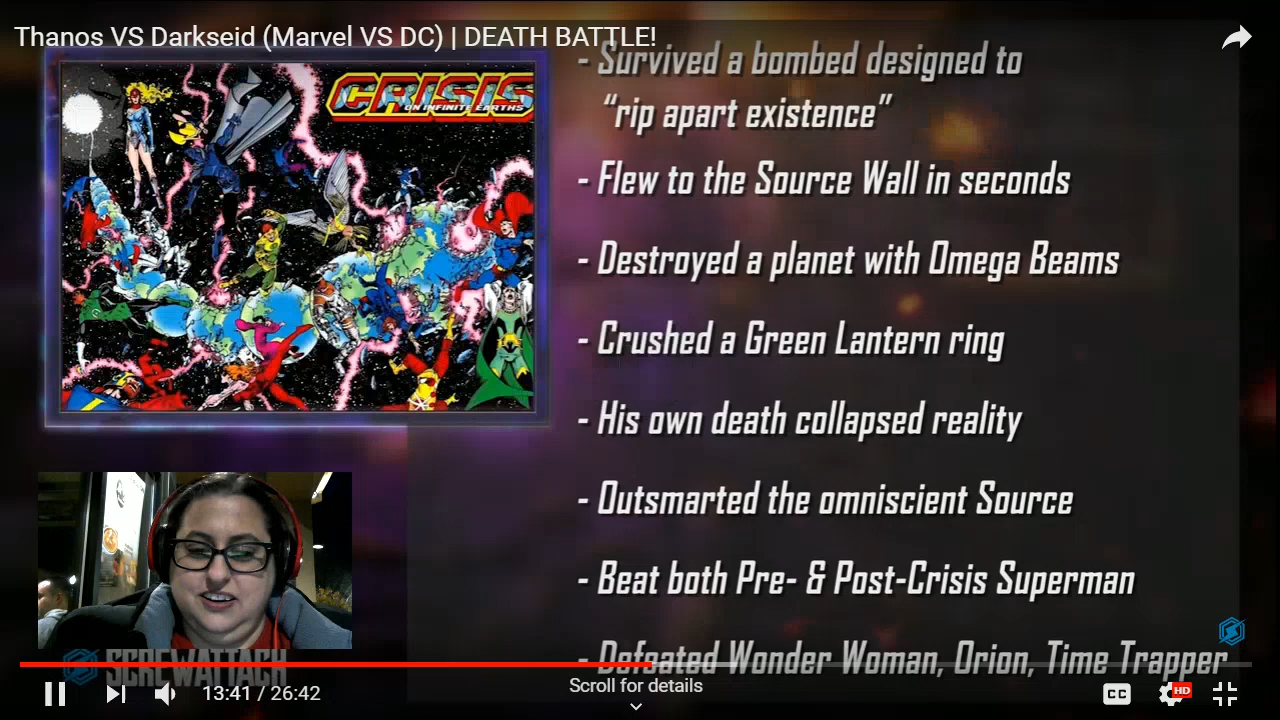 Thanos VS Darkseid (Marvel VS DC) | DEATH BATTLE!
CRISIS
ON INFINITE EARTHS
- Survived a bombed designed to
“rip apart existence”
- Flew to the Source Wall in seconds
- Destroyed a planet with Omega Beams
- Crushed a Green Lantern ring
- His own death collapsed reality
- Outsmarted the omniscient Source
- Beat both Pre- & Post-Crisis Superman
- Defeated Wonder Woman, Orion, Time Trapper
SCREWATTACK
13:41 / 26:42
Scroll for details
CC
HD